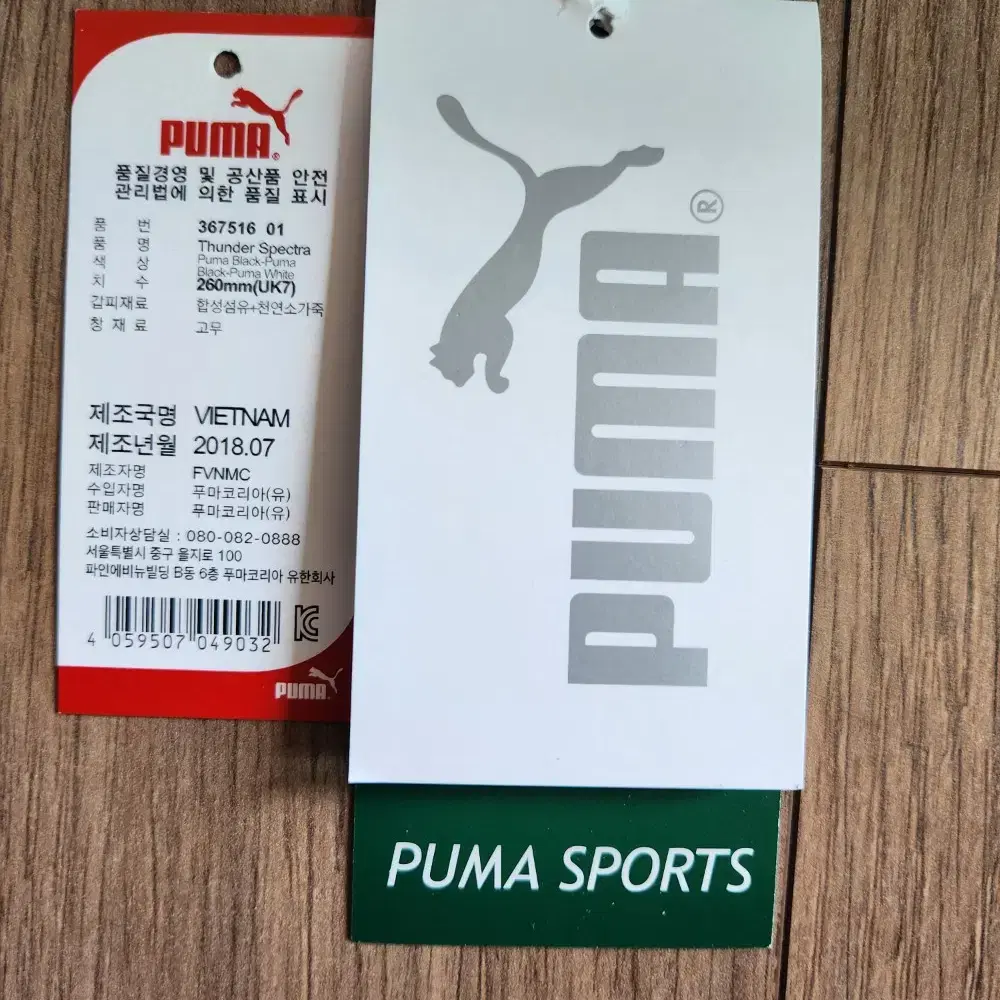 PUMA®
품질경영 및 공산품 안전
관리법에 의한 품질 표시
품 번 367516 01
품 명 Thunder Spectra
색 상 Puma Black-Puma
Black-Puma White
치 수 260mm(UK7)
갑피재료 합성섬유+천연소가죽
창 재 료 고무
제조국명 VIETNAM
제조년월 2018.07
제조자명 FVNMC
수입자명 푸마코리아(유)
판매자명 푸마코리아(유)
소비자상담실 : 080-082-0888
서울특별시 중구 을지로 100
파인에비뉴빌딩 B동 6층 푸마코리아 유한회사
4 059507 049032
PUMA
PUMA®
PUMA SPORTS